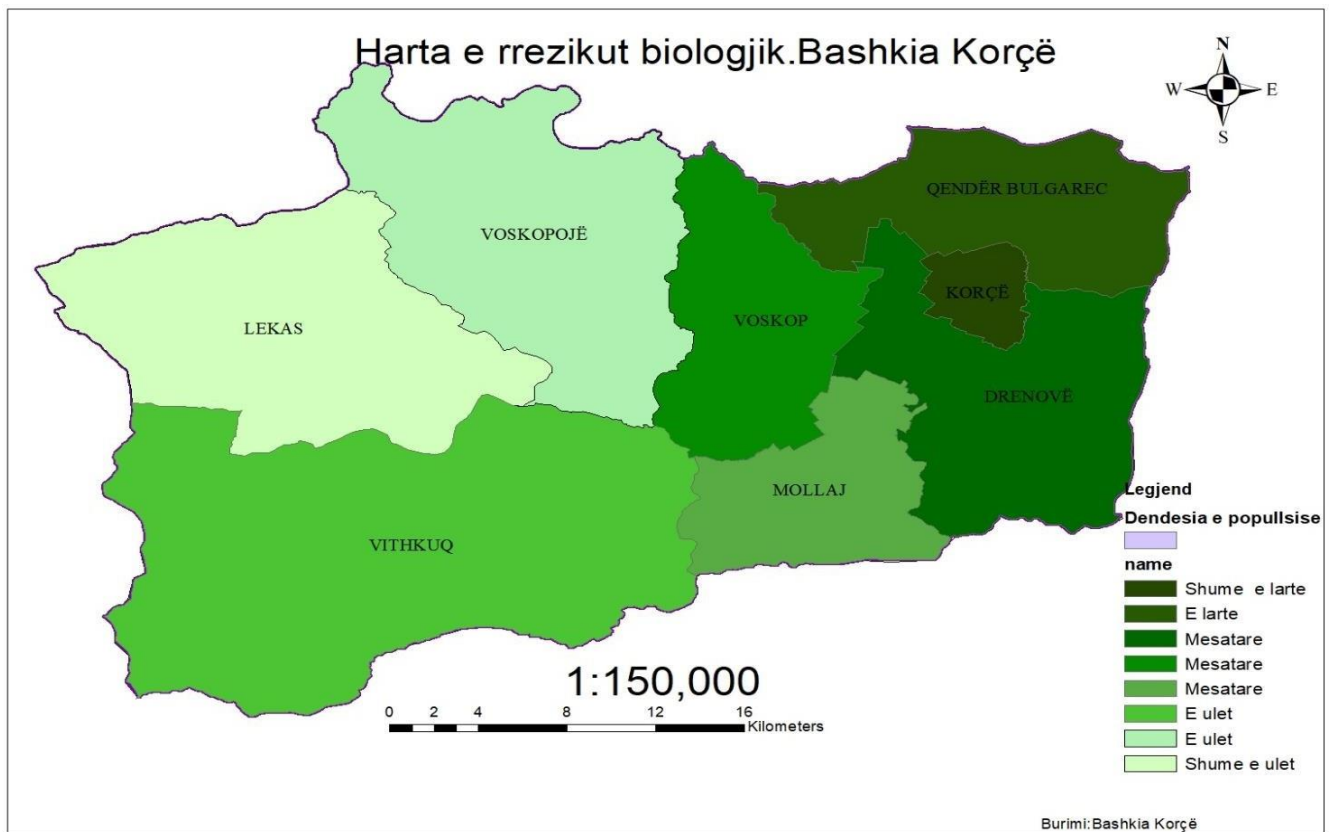 Harta e rrezikut biologjik.Bashkia Korçë
N
W
E
S
QENDËR BULGAREC
VOSKOPOJË
KORÇË
LEKAS
VOSKOP
DRENOVË
MOLLAJ
VITHKUQ
Legjend
Dendesia e popullsise
name
Shume e larte
E larte
Mesatare
Mesatare
Mesatare
E ulet
E ulet
Shume e ulet
1:150,000
0 2 4 8 12 16
Kilometers
Burimi:Bashkia Korçë